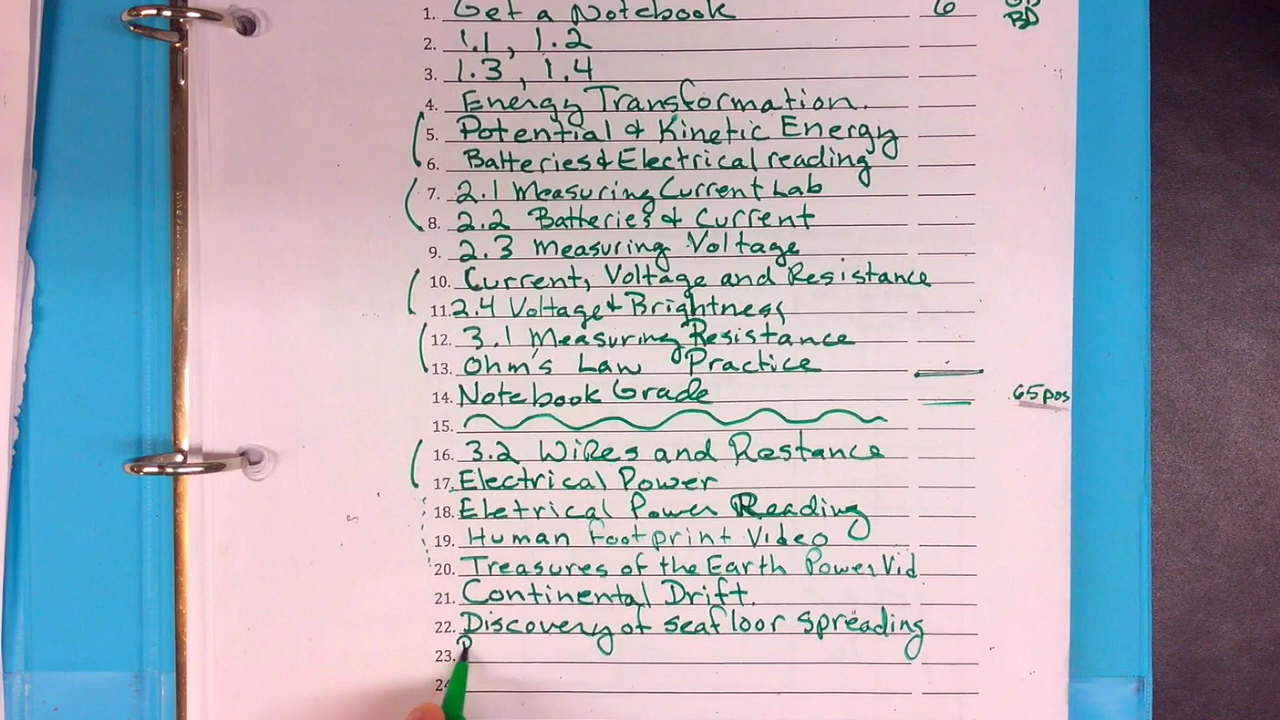 1. Get a Notebook 6
BD
2. 1.1, 1.2
3. 1.3, 1.4
4. Energy Transformation.
5. Potential & Kinetic Energy
6. Batteries & Electrical reading
7. 2.1 Measuring Current Lab
8. 2.2 Batteries & Current
9. 2.3 Measuring Voltage
10. Current, Voltage and Resistance
11. 2.4 Voltage & Brightness
12. 3.1 Measuring Resistance
13. Ohm's Law Practice
14. Notebook Grade 65pos
15.
16. 3.2 Wires and Restance
17. Electrical Power
18. Eletrical Power Reading
19. Human Footprint Video
20. Treasures of the Earth Power Vid
21. Continental Drift.
22. Discovery of seafloor spreading
23.
24